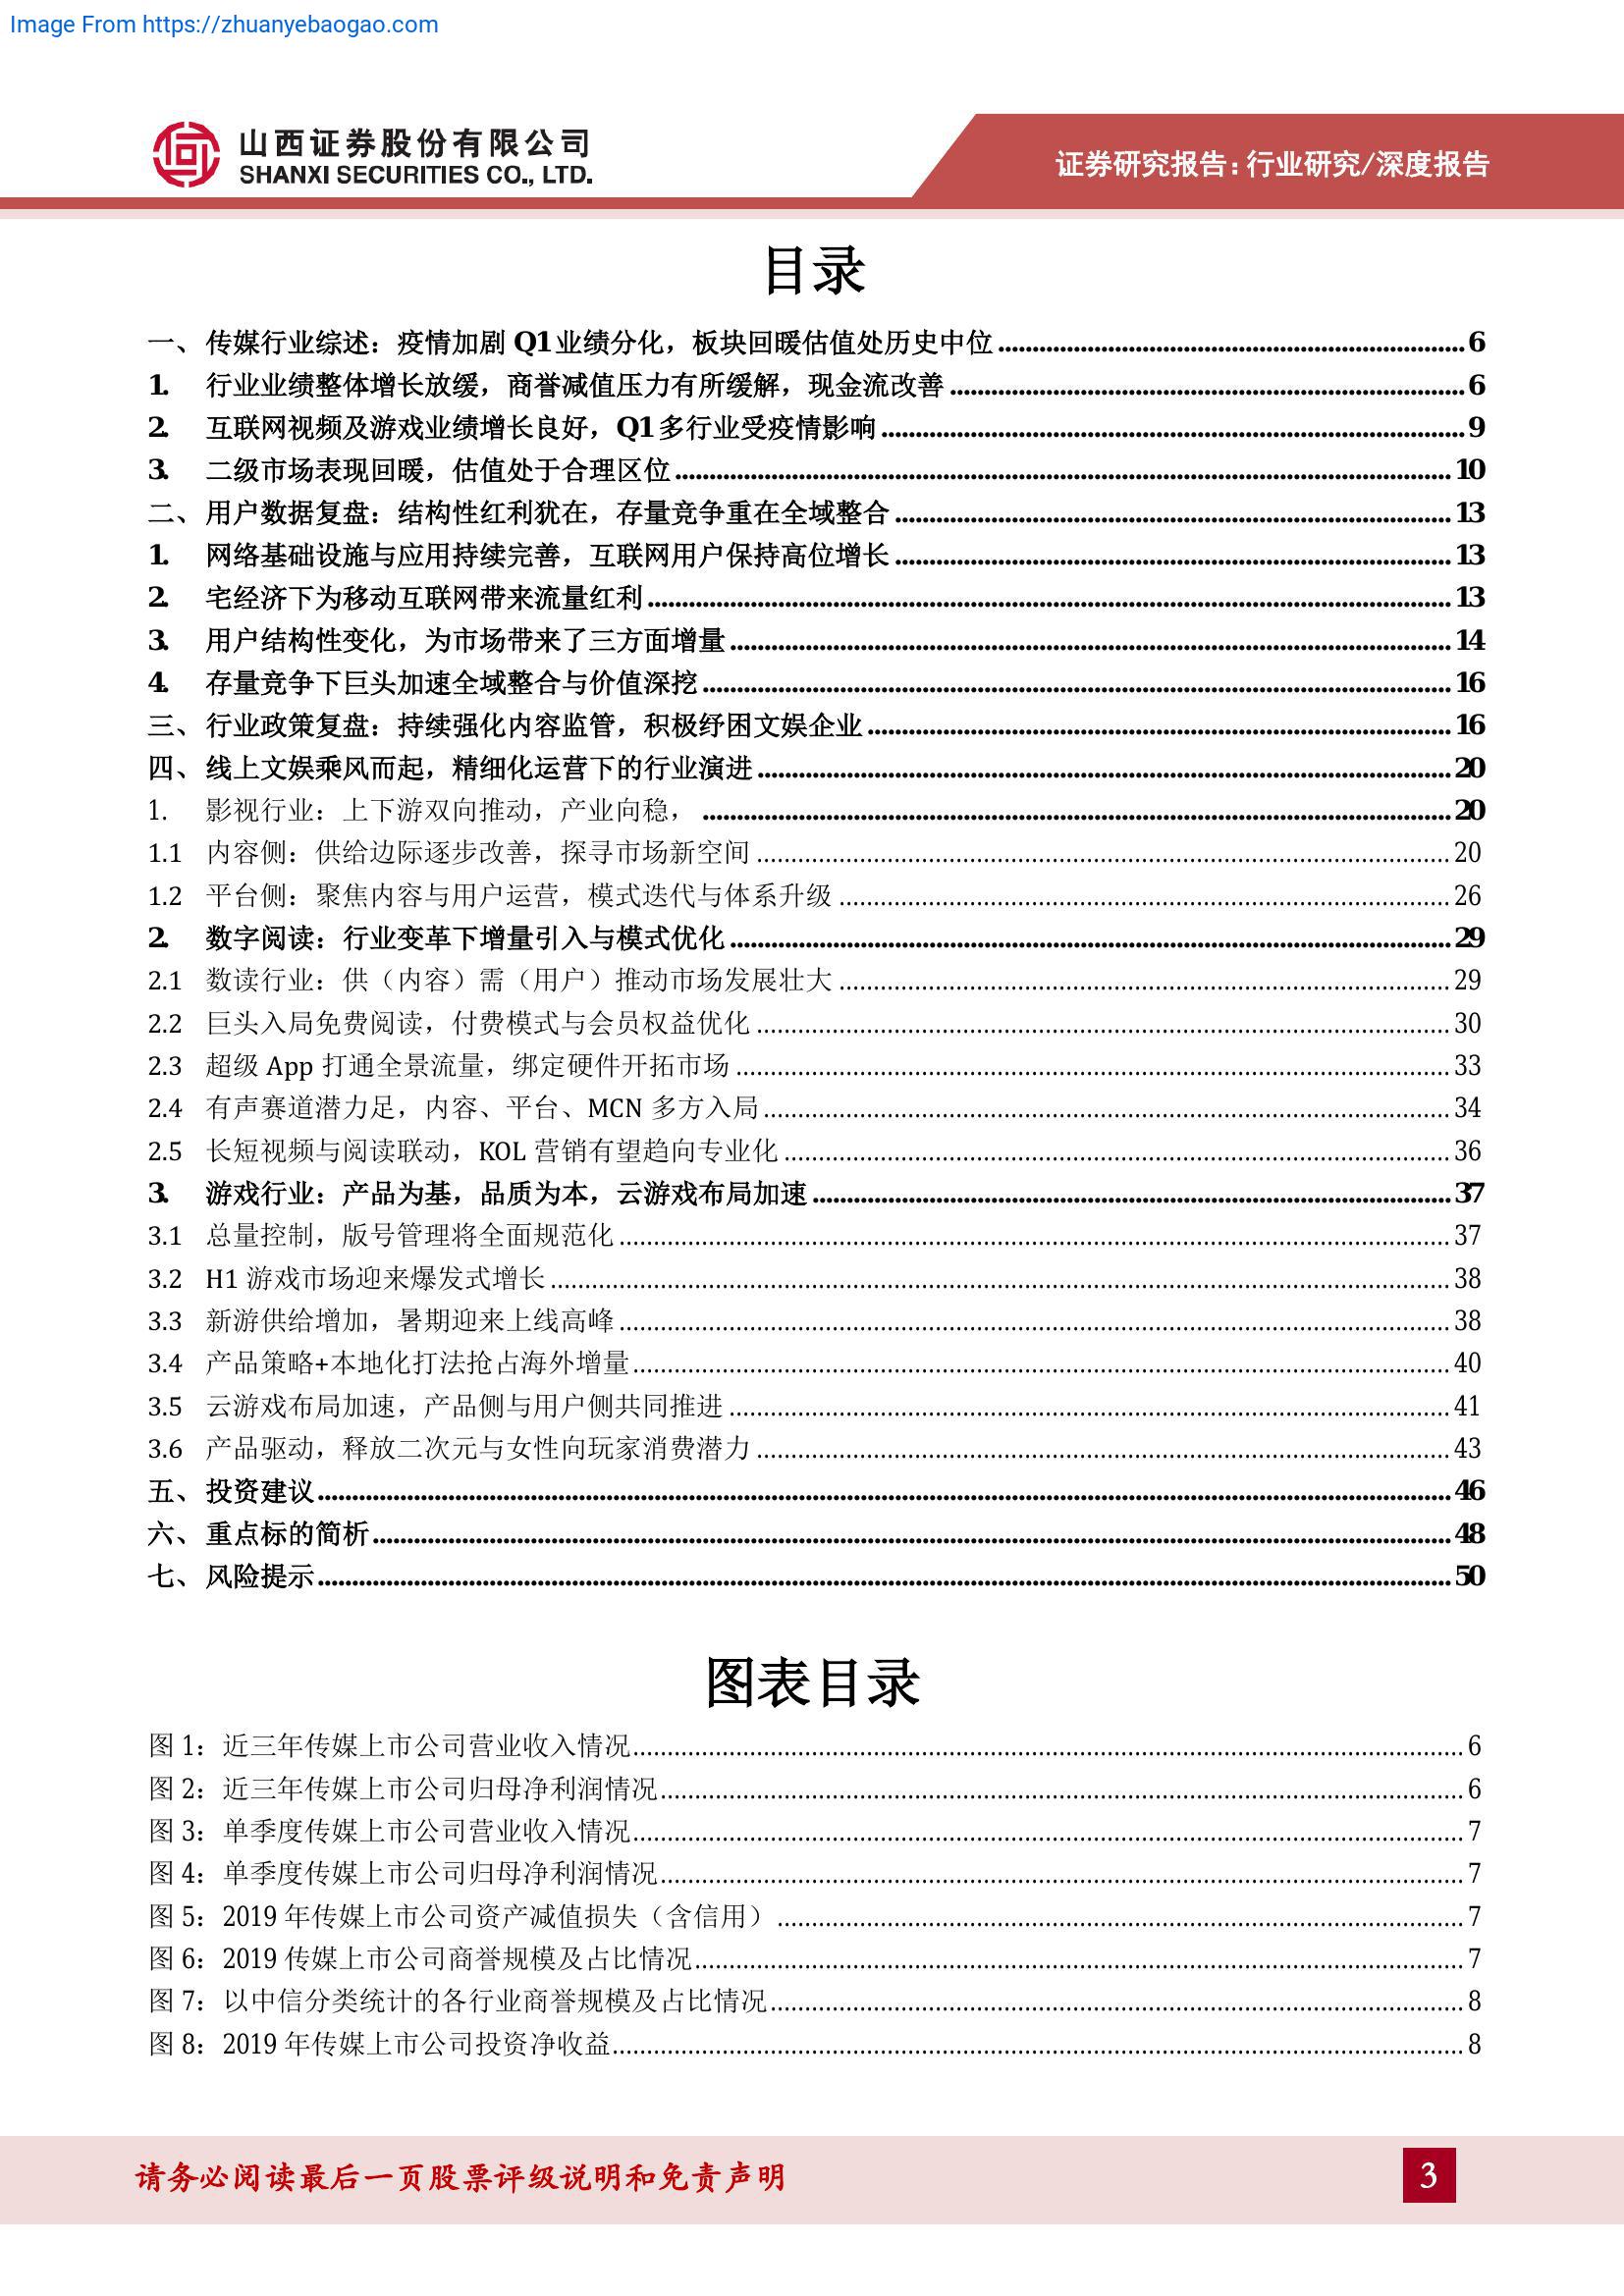 Image From https://zhuanyebaogao.com
山西证券股份有限公司
SHANXI SECURITIES CO., LTD.
证券研究报告：行业研究/深度报告
目录
一、传媒行业综述：疫情加剧 Q1 业绩分化，板块回暖估值处历史中位 6
1. 行业业绩整体增长放缓，商誉减值压力有所缓解，现金流改善 6
2. 互联网视频及游戏业绩增长良好，Q1 多行业受疫情影响 9
3. 二级市场表现回暖，估值处于合理区位 10
二、用户数据复盘：结构性红利犹在，存量竞争重在全域整合 13
1. 网络基础设施与应用持续完善，互联网用户保持高位增长 13
2. 宅经济下为移动互联网带来流量红利 13
3. 用户结构性变化，为市场带来了三方面增量 14
4. 存量竞争下巨头加速全域整合与价值深挖 16
三、行业政策复盘：持续强化内容监管，积极纾困文娱企业 16
四、线上文娱乘风而起，精细化运营下的行业演进 20
1. 影视行业：上下游双向推动，产业向稳， 20
1.1 内容侧：供给边际逐步改善，探寻市场新空间 20
1.2 平台侧：聚焦内容与用户运营，模式迭代与体系升级 26
2. 数字阅读：行业变革下增量引入与模式优化 29
2.1 数读行业：供（内容）需（用户）推动市场发展壮大 29
2.2 巨头入局免费阅读，付费模式与会员权益优化 30
2.3 超级 App 打通全景流量，绑定硬件开拓市场 33
2.4 有声赛道潜力足，内容、平台、MCN 多方入局 34
2.5 长短视频与阅读联动，KOL 营销有望趋向专业化 36
3. 游戏行业：产品为基，品质为本，云游戏布局加速 37
3.1 总量控制，版号管理将全面规范化 37
3.2 H1 游戏市场迎来爆发式增长 38
3.3 新游供给增加，暑期迎来上线高峰 38
3.4 产品策略+本地化打法抢占海外增量 40
3.5 云游戏布局加速，产品侧与用户侧共同推进 41
3.6 产品驱动，释放二次元与女性向玩家消费潜力 43
五、投资建议 46
六、重点标的简析 48
七、风险提示 50
图表目录
图 1：近三年传媒上市公司营业收入情况 6
图 2：近三年传媒上市公司归母净利润情况 6
图 3：单季度传媒上市公司营业收入情况 7
图 4：单季度传媒上市公司归母净利润情况 7
图 5：2019 年传媒上市公司资产减值损失（含信用） 7
图 6：2019 传媒上市公司商誉规模及占比情况 7
图 7：以中信分类统计的各行业商誉规模及占比情况 8
图 8：2019 年传媒上市公司投资净收益 8
请务必阅读最后一页股票评级说明和免责声明
3